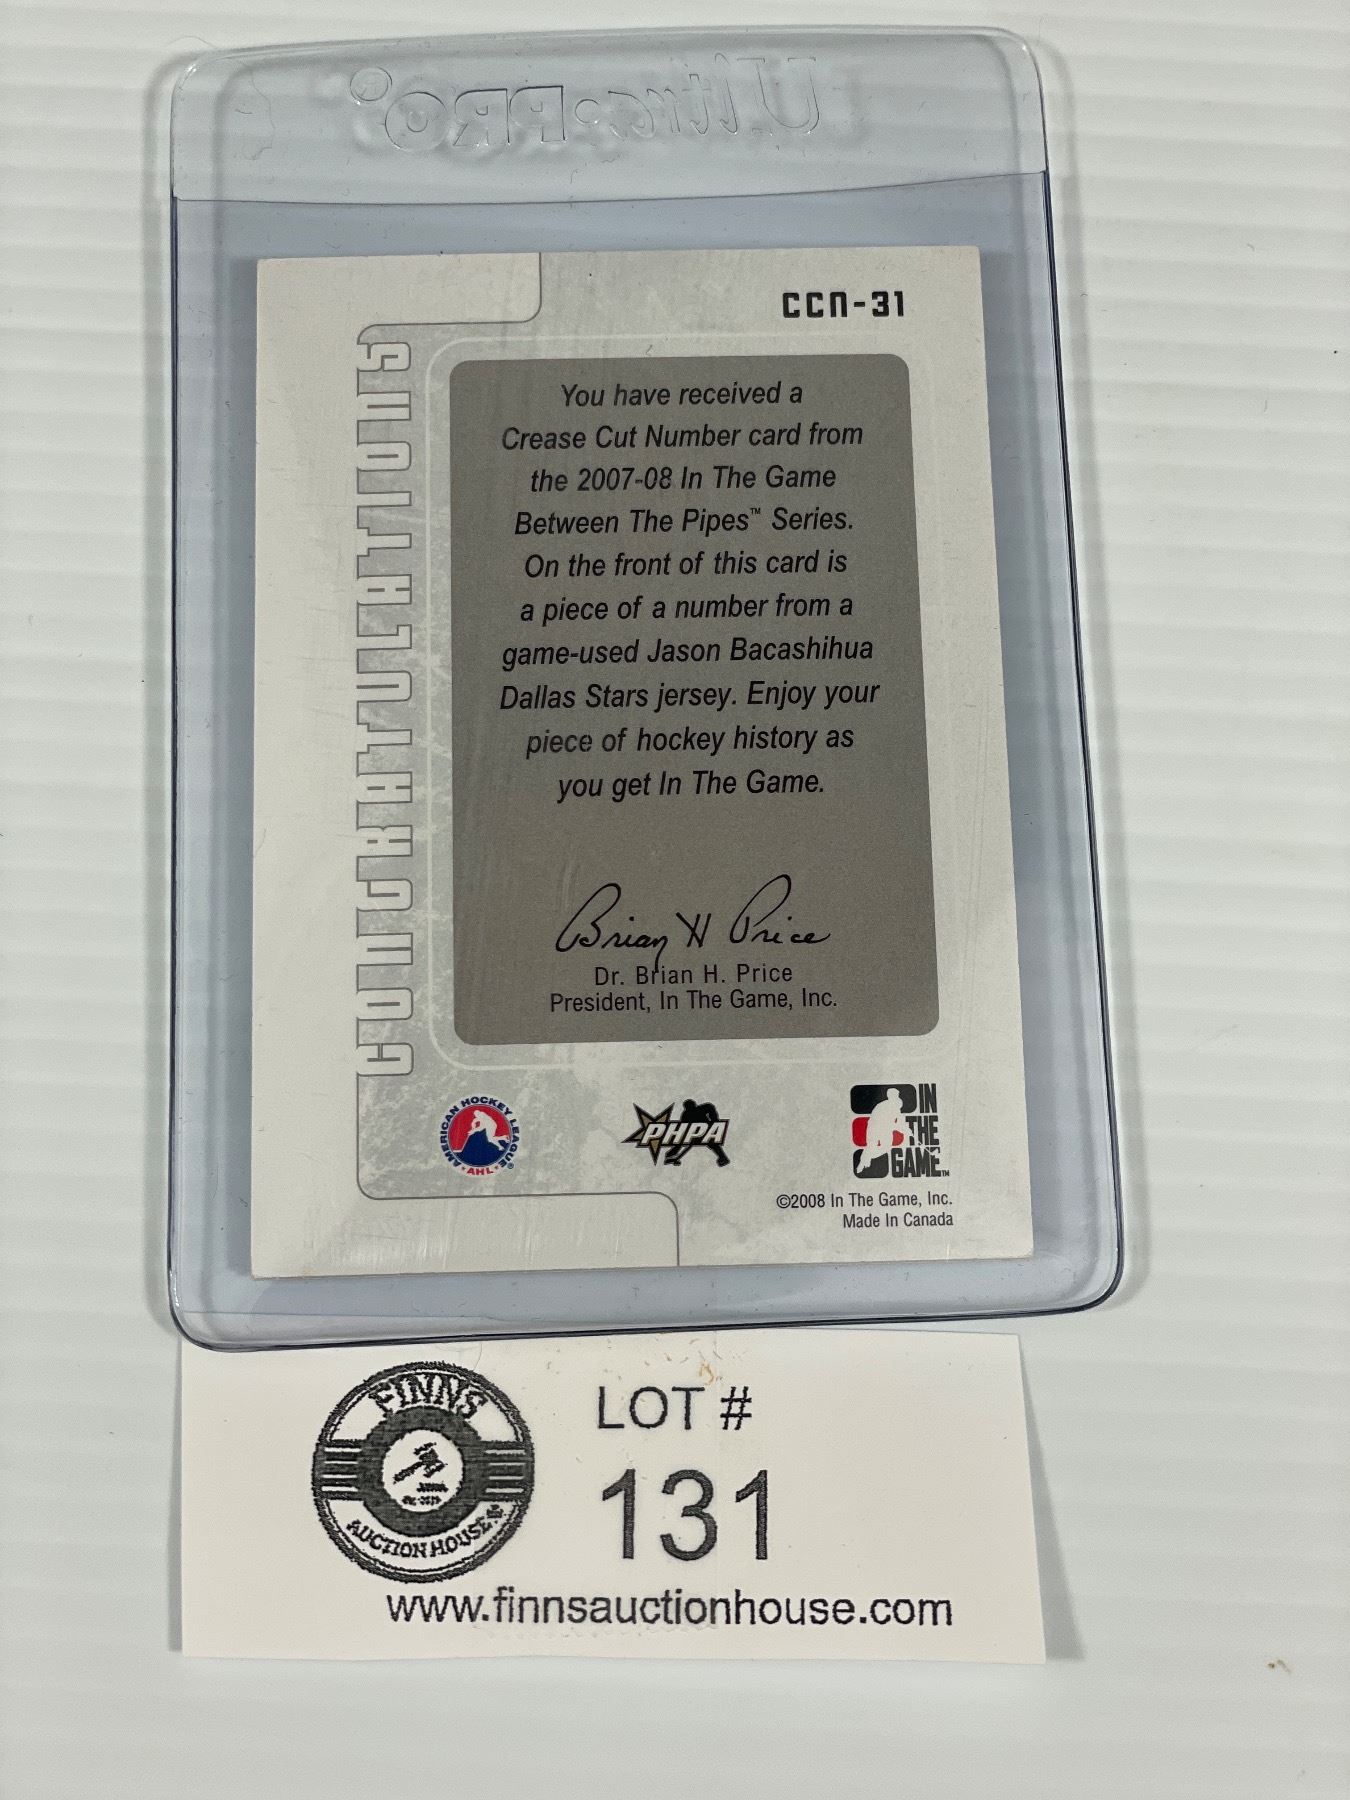 Ultra•PRO®
CCN-31
CONGRATULATIONS
You have received a
Crease Cut Number card from
the 2007-08 In The Game
Between The Pipes™ Series.
On the front of this card is
a piece of a number from a
game-used Jason Bacashihua
Dallas Stars jersey. Enjoy your
piece of hockey history as
you get In The Game.
Brian H Price
Dr. Brian H. Price
President, In The Game, Inc.
AMERICAN HOCKEY LEAGUE®
AHL
PHPA
IN
THE
GAME™
©2008 In The Game, Inc.
Made In Canada
FINNS
AUCTION HOUSE
LOT #
131
www.finnsauctionhouse.com